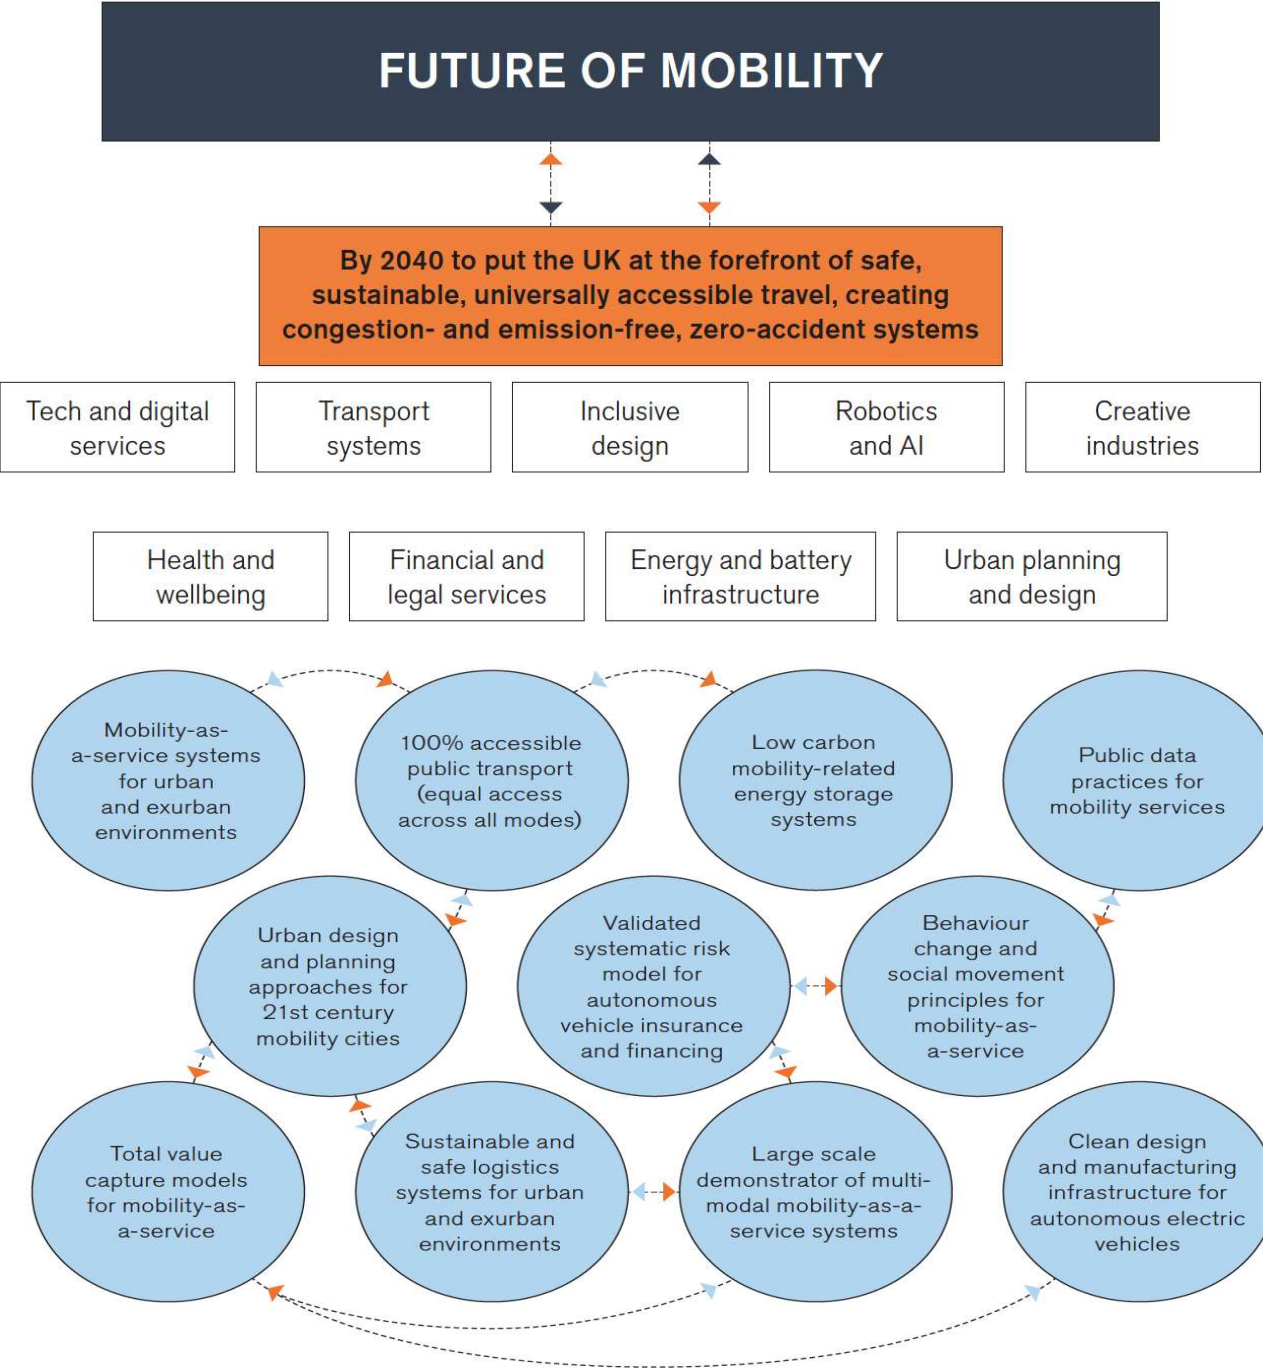 FUTURE OF MOBILITY
By 2040 to put the UK at the forefront of safe,
sustainable, universally accessible travel, creating
congestion- and emission-free, zero-accident systems
Tech and digital
services
Transport
systems
Inclusive
design
Robotics
and AI
Creative
industries
Health and
wellbeing
Financial and
legal services
Energy and battery
infrastructure
Urban planning
and design
Mobility-as-
a-service systems
for urban
and exurban
environments
100% accessible
public transport
(equal access
across all modes)
Low carbon
mobility-related
energy storage
systems
Public data
practices for
mobility services
Urban design
and planning
approaches for
21st century
mobility cities
Validated
systematic risk
model for
autonomous
vehicle insurance
and financing
Behaviour
change and
social movement
principles for
mobility-as-
a-service
Total value
capture models
for mobility-as-
a-service
Sustainable and
safe logistics
systems for urban
and exurban
environments
Large scale
demonstrator of multi-
modal mobility-as-a-
service systems
Clean design
and manufacturing
infrastructure for
autonomous electric
vehicles